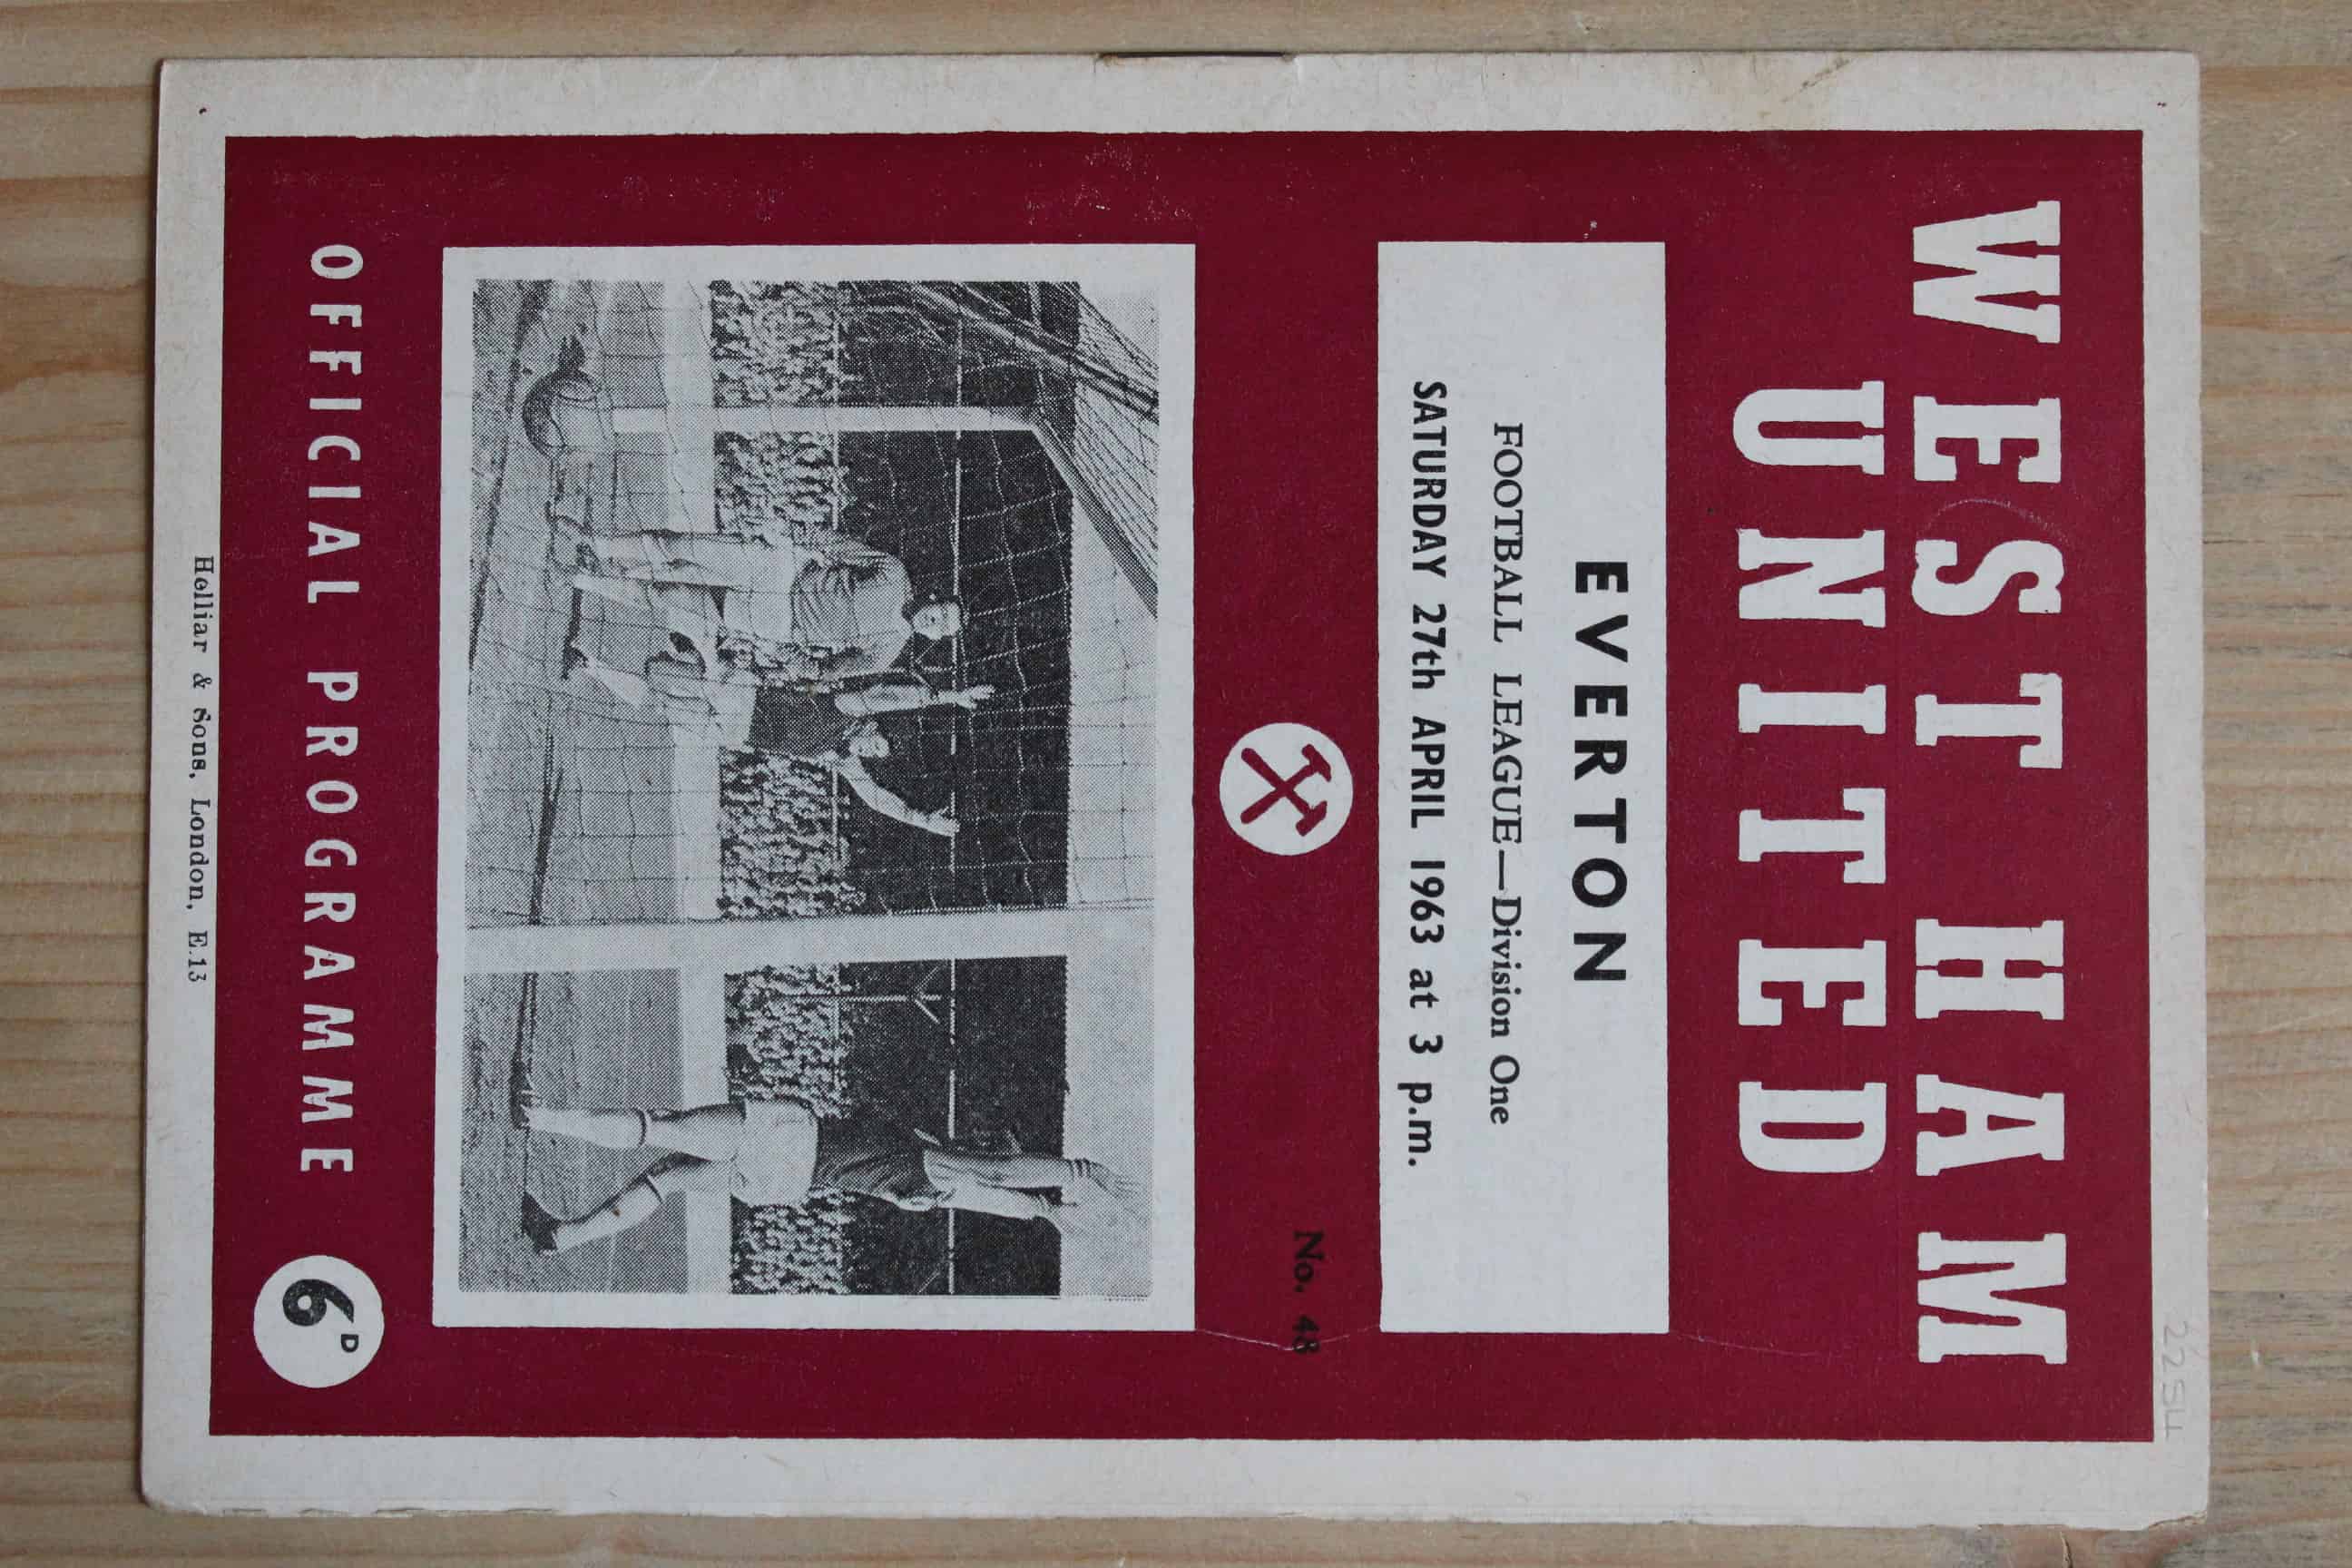 2254
WEST HAM
UNITED
EVERTON
FOOTBALL LEAGUE—Division One
SATURDAY 27th APRIL 1963 at 3 p.m.
No. 48
OFFICIAL PROGRAMME 6D
Helliar & Sons, London, E.13